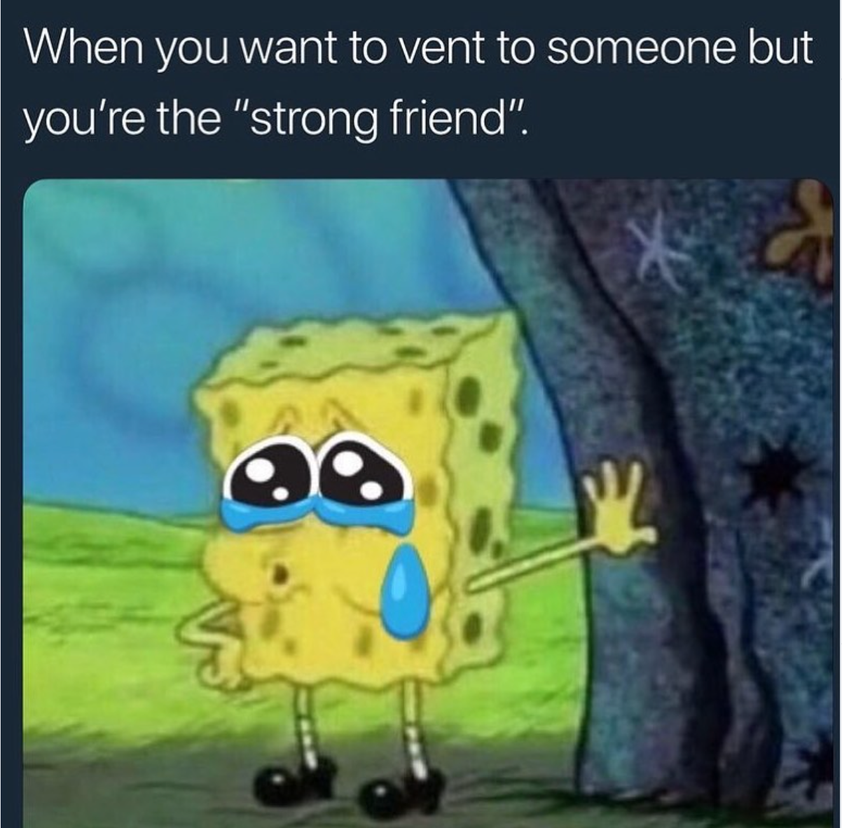 When you want to vent to someone but
you're the "strong friend".